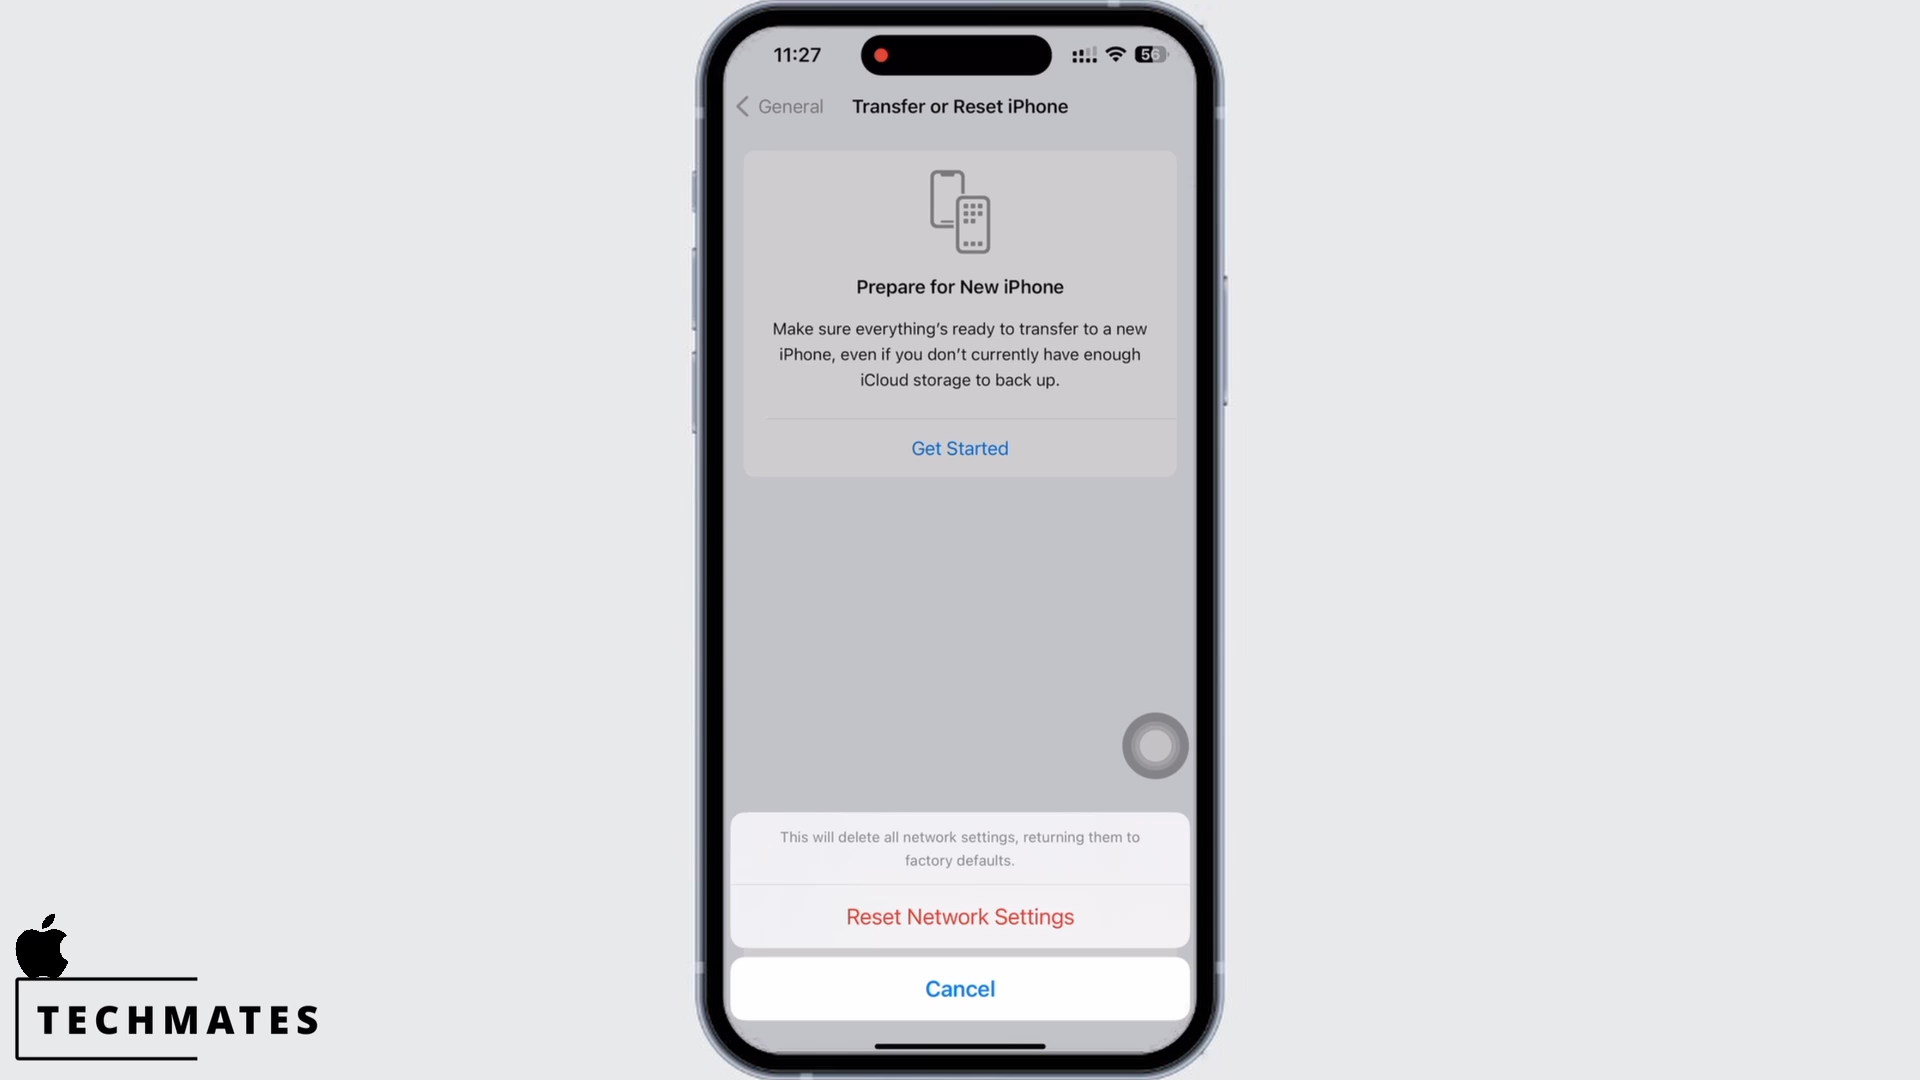 11:27
56
General
Transfer or Reset iPhone
Prepare for New iPhone
Make sure everything's ready to transfer to a new
iPhone, even if you don't currently have enough
iCloud storage to back up.
Get Started
This will delete all network settings, returning them to
factory defaults.
Reset Network Settings
Cancel
TECHMATES